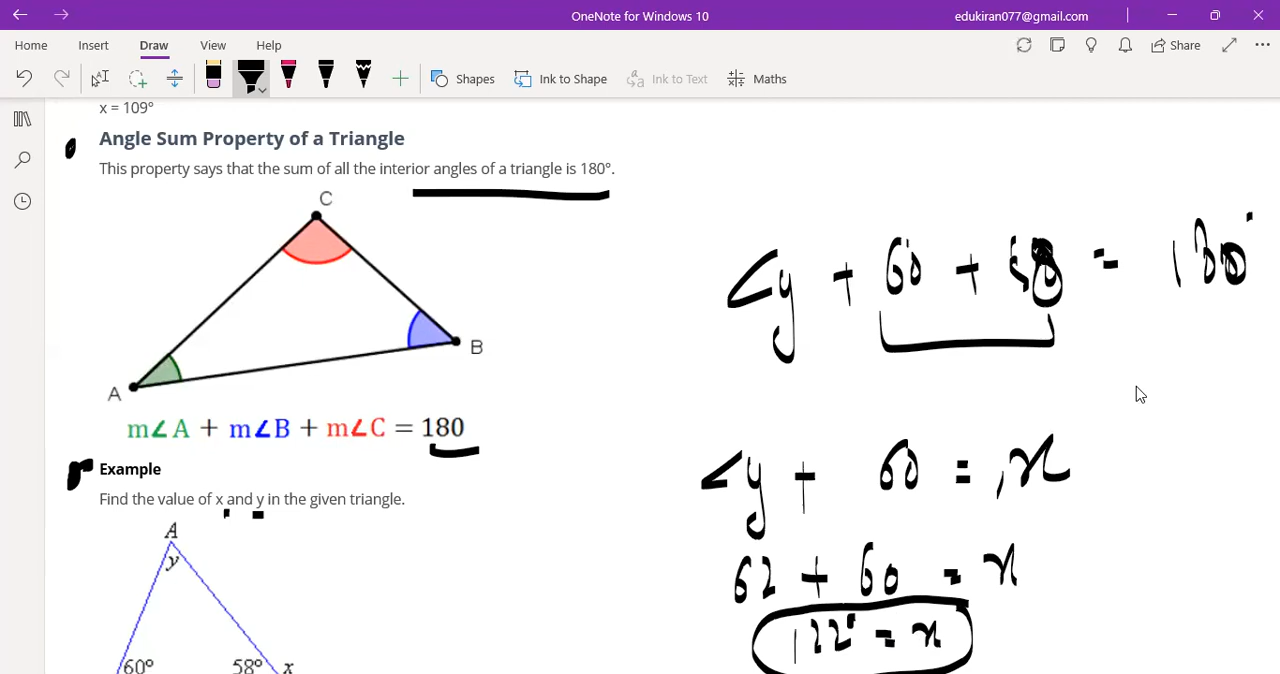 OneNote for Windows 10
edukiran077@gmail.com
Home Insert Draw View Help
Share
Shapes Ink to Shape Ink to Text Maths
x = 109°
Angle Sum Property of a Triangle
This property says that the sum of all the interior angles of a triangle is 180°.
C
B
A
m∠A + m∠B + m∠C = 180
Example
Find the value of x and y in the given triangle.
A
y
60° 58° x
∠y + 60 + 58 = 180°
∠y + 60 = x
62 + 60 = x
122° = x